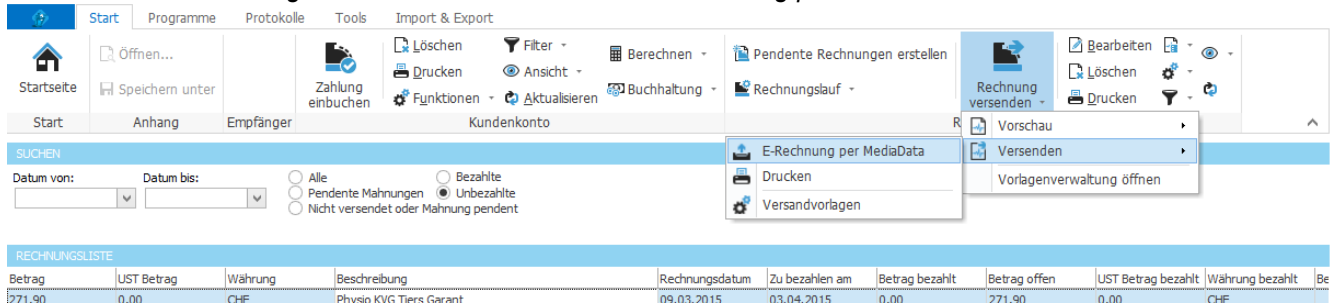 Start Programme Protokolle Tools Import & Export
Startseite
Öffnen...
Speichern unter
Zahlung
einbuchen
Löschen
Drucken
Funktionen
Filter
Ansicht
Aktualisieren
Berechnen
Buchhaltung
Pendente Rechnungen erstellen
Rechnungslauf
Rechnung
versenden
Bearbeiten
Löschen
Drucken
Start Anhang Empfänger Kundenkonto R
Vorschau
Versenden
Vorlagenverwaltung öffnen
E-Rechnung per MediaData
Drucken
Versandvorlagen
SUCHEN
Datum von: Datum bis:
Alle Bezahlte
Pendente Mahnungen Unbezahlte
Nicht versendet oder Mahnung pendent
RECHNUNGSLISTE
Betrag UST Betrag Währung Beschreibung Rechnungsdatum Zu bezahlen am Betrag bezahlt Betrag offen UST Betrag bezahlt Währung bezahlt Be
271.90 0.00 CHF Physio KVG Tiers Garant 09.03.2015 03.04.2015 0.00 271.90 0.00 CHF